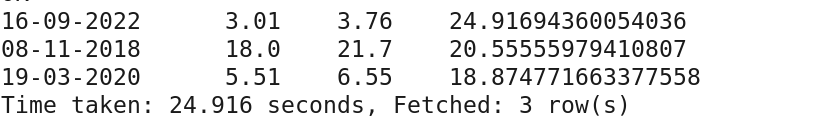 16-09-2022 3.01 3.76 24.91694360054036
08-11-2018 18.0 21.7 20.55555979410807
19-03-2020 5.51 6.55 18.874771663377558
Time taken: 24.916 seconds, Fetched: 3 row(s)